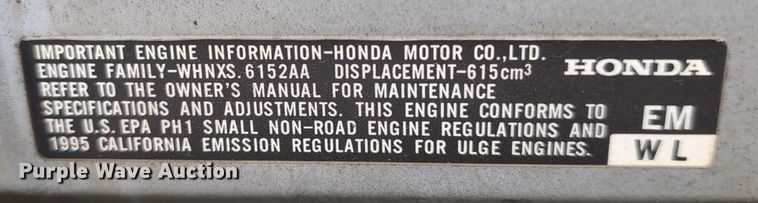 IMPORTANT ENGINE INFORMATION-HONDA MOTOR CO.,LTD.
ENGINE FAMILY-WHNXS.6152AA DISPLACEMENT-615cm³
HONDA
REFER TO THE OWNER'S MANUAL FOR MAINTENANCE
SPECIFICATIONS AND ADJUSTMENTS. THIS ENGINE CONFORMS TO
THE U.S.EPA PH1 SMALL NON-ROAD ENGINE REGULATIONS AND
1995 CALIFORNIA EMISSION REGULATIONS FOR ULGE ENGINES.
EM
WL
Purple Wave Auction